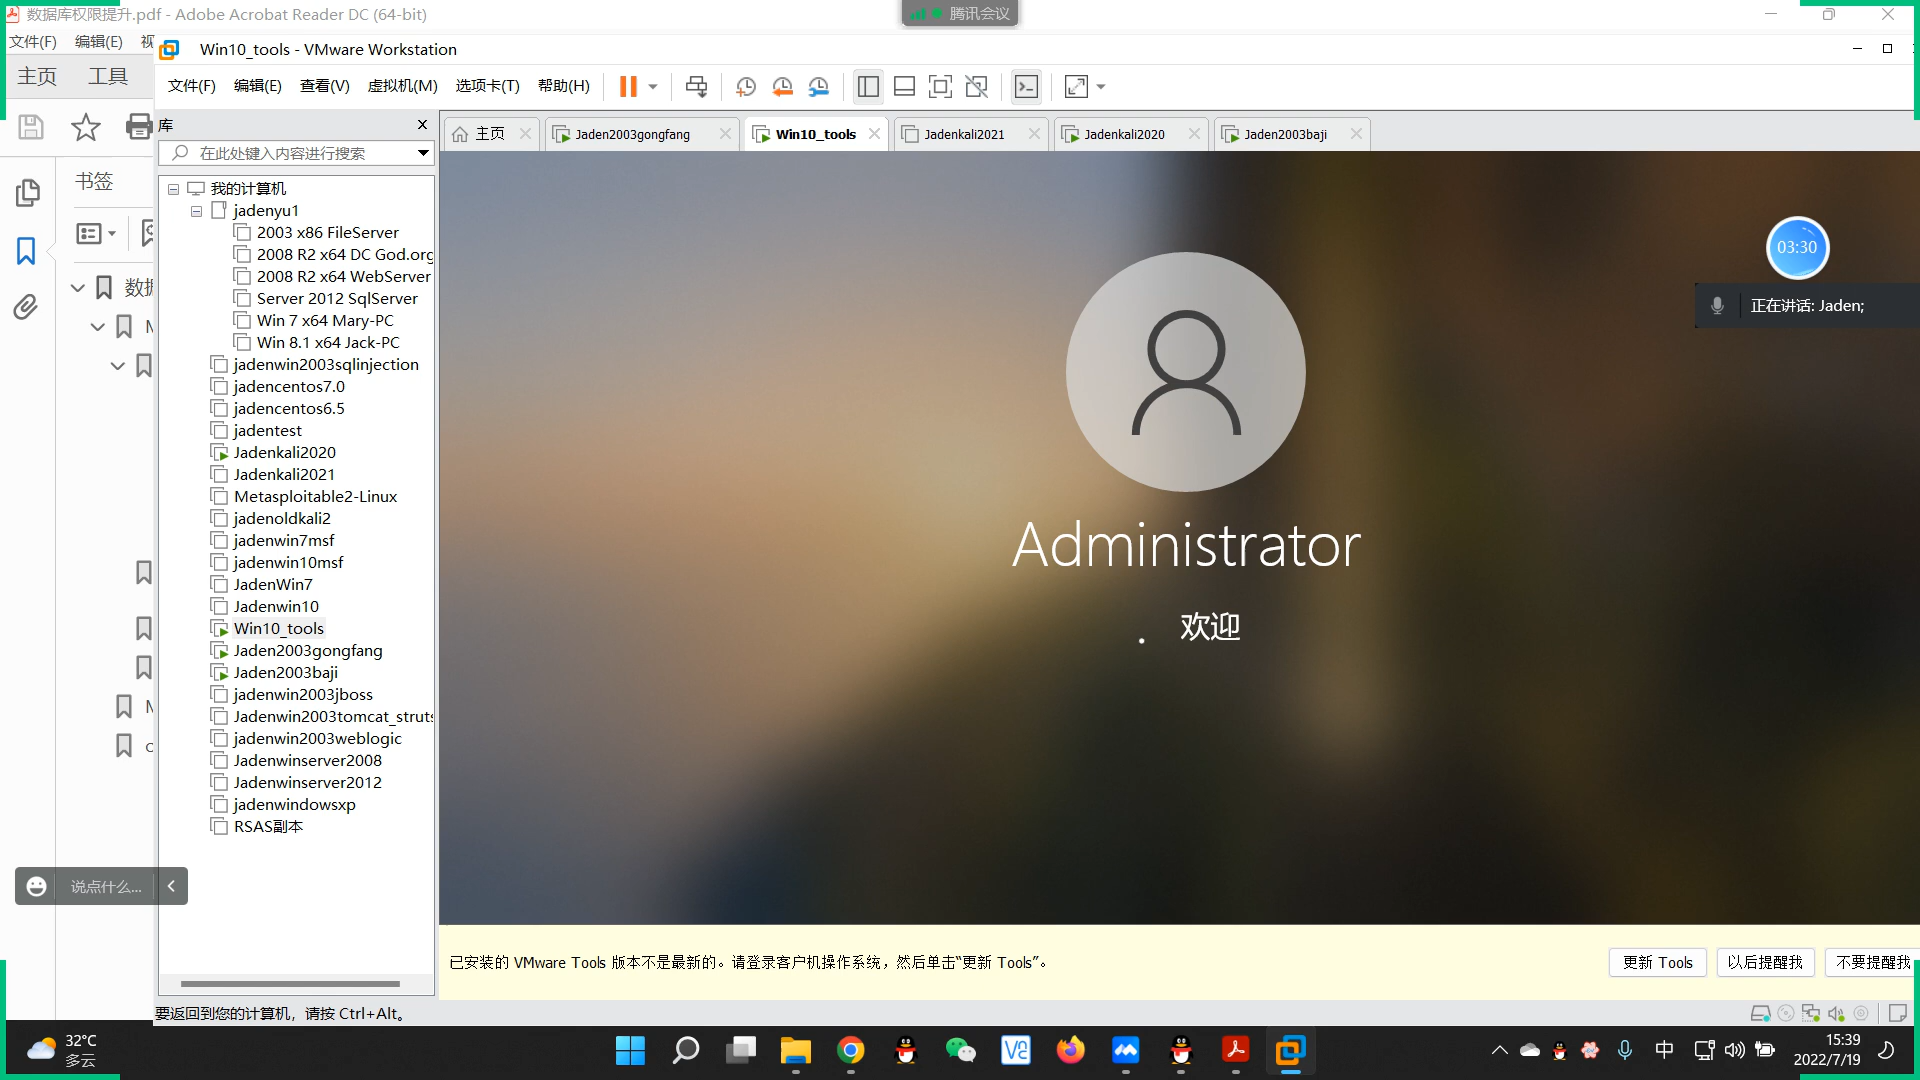 数据库权限提升.pdf - Adobe Acrobat Reader DC (64-bit)
腾讯会议
文件(F) 编辑(E) 视
Win10_tools - VMware Workstation
主页 工具
文件(F) 编辑(E) 查看(V) 虚拟机(M) 选项卡(T) 帮助(H)
库
在此处键入内容进行搜索
主页
Jaden2003gongfang
Win10_tools
Jadenkali2021
Jadenkali2020
Jaden2003baji
书签
数据
我的计算机
jadenyu1
2003 x86 FileServer
2008 R2 x64 DC God.org
2008 R2 x64 WebServer
Server 2012 SqlServer
Win 7 x64 Mary-PC
Win 8.1 x64 Jack-PC
jadenwin2003sqlinjection
jadencentos7.0
jadencentos6.5
jadentest
Jadenkali2020
Jadenkali2021
Metasploitable2-Linux
jadenoldkali2
jadenwin7msf
jadenwin10msf
JadenWin7
Jadenwin10
Win10_tools
Jaden2003gongfang
Jaden2003baji
jadenwin2003jboss
Jadenwin2003tomcat_struts
jadenwin2003weblogic
Jadenwinserver2008
Jadenwinserver2012
jadenwindowsxp
RSAS副本
03:30
正在讲话: Jaden;
Administrator
欢迎
说点什么...
已安装的 VMware Tools 版本不是最新的。请登录客户机操作系统，然后单击“更新 Tools”。
更新 Tools
以后提醒我
不要提醒我
要返回到您的计算机，请按 Ctrl+Alt。
32°C
多云
中
15:39
2022/7/19